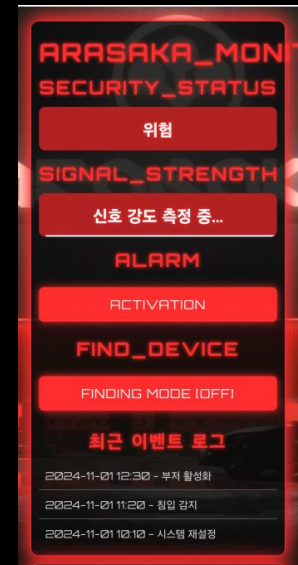 ARASAKA_MONIT
SECURITY_STATUS
위험
SIGNAL_STRENGTH
신호 강도 측정 중...
ALARM
ACTIVATION
FIND_DEVICE
FINDING MODE [OFF]
최근 이벤트 로그
2024-11-01 12:30 - 부저 활성화
2024-11-01 11:20 - 침입 감지
2024-11-01 10:10 - 시스템 재설정